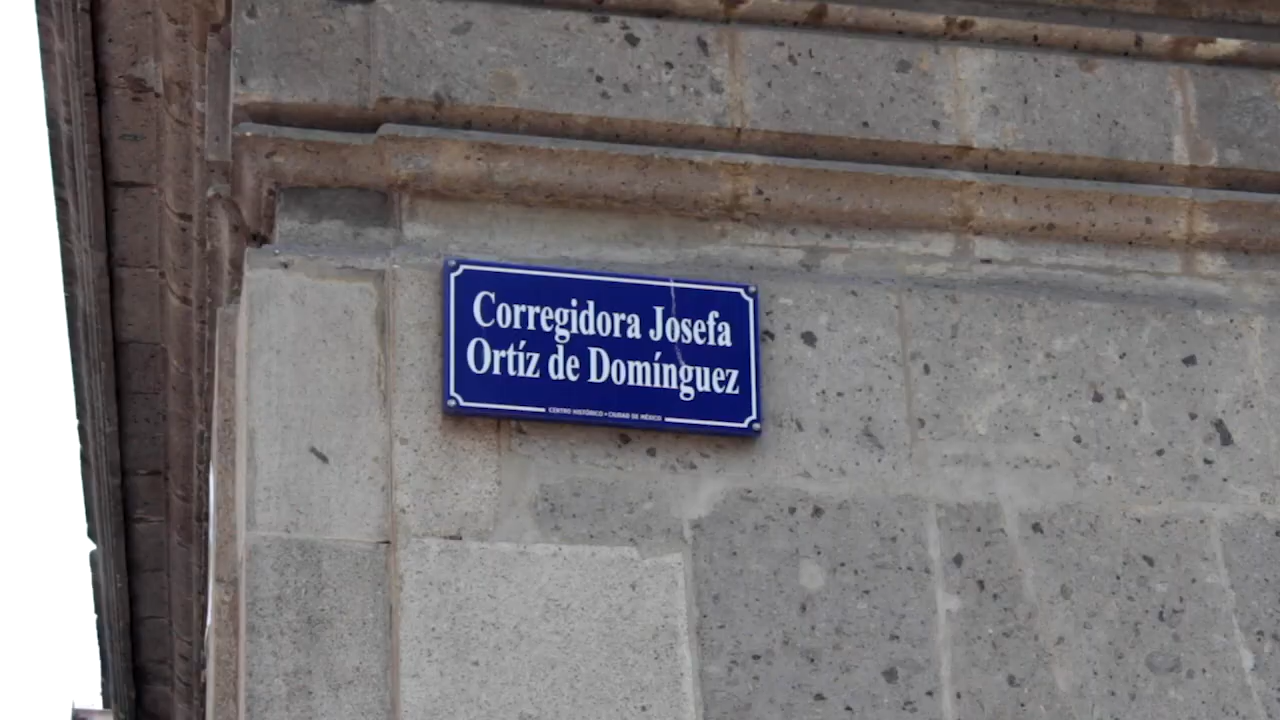 Corregidora Josefa
Ortíz de Domínguez
CENTRO HISTÓRICO • CIUDAD DE MÉXICO